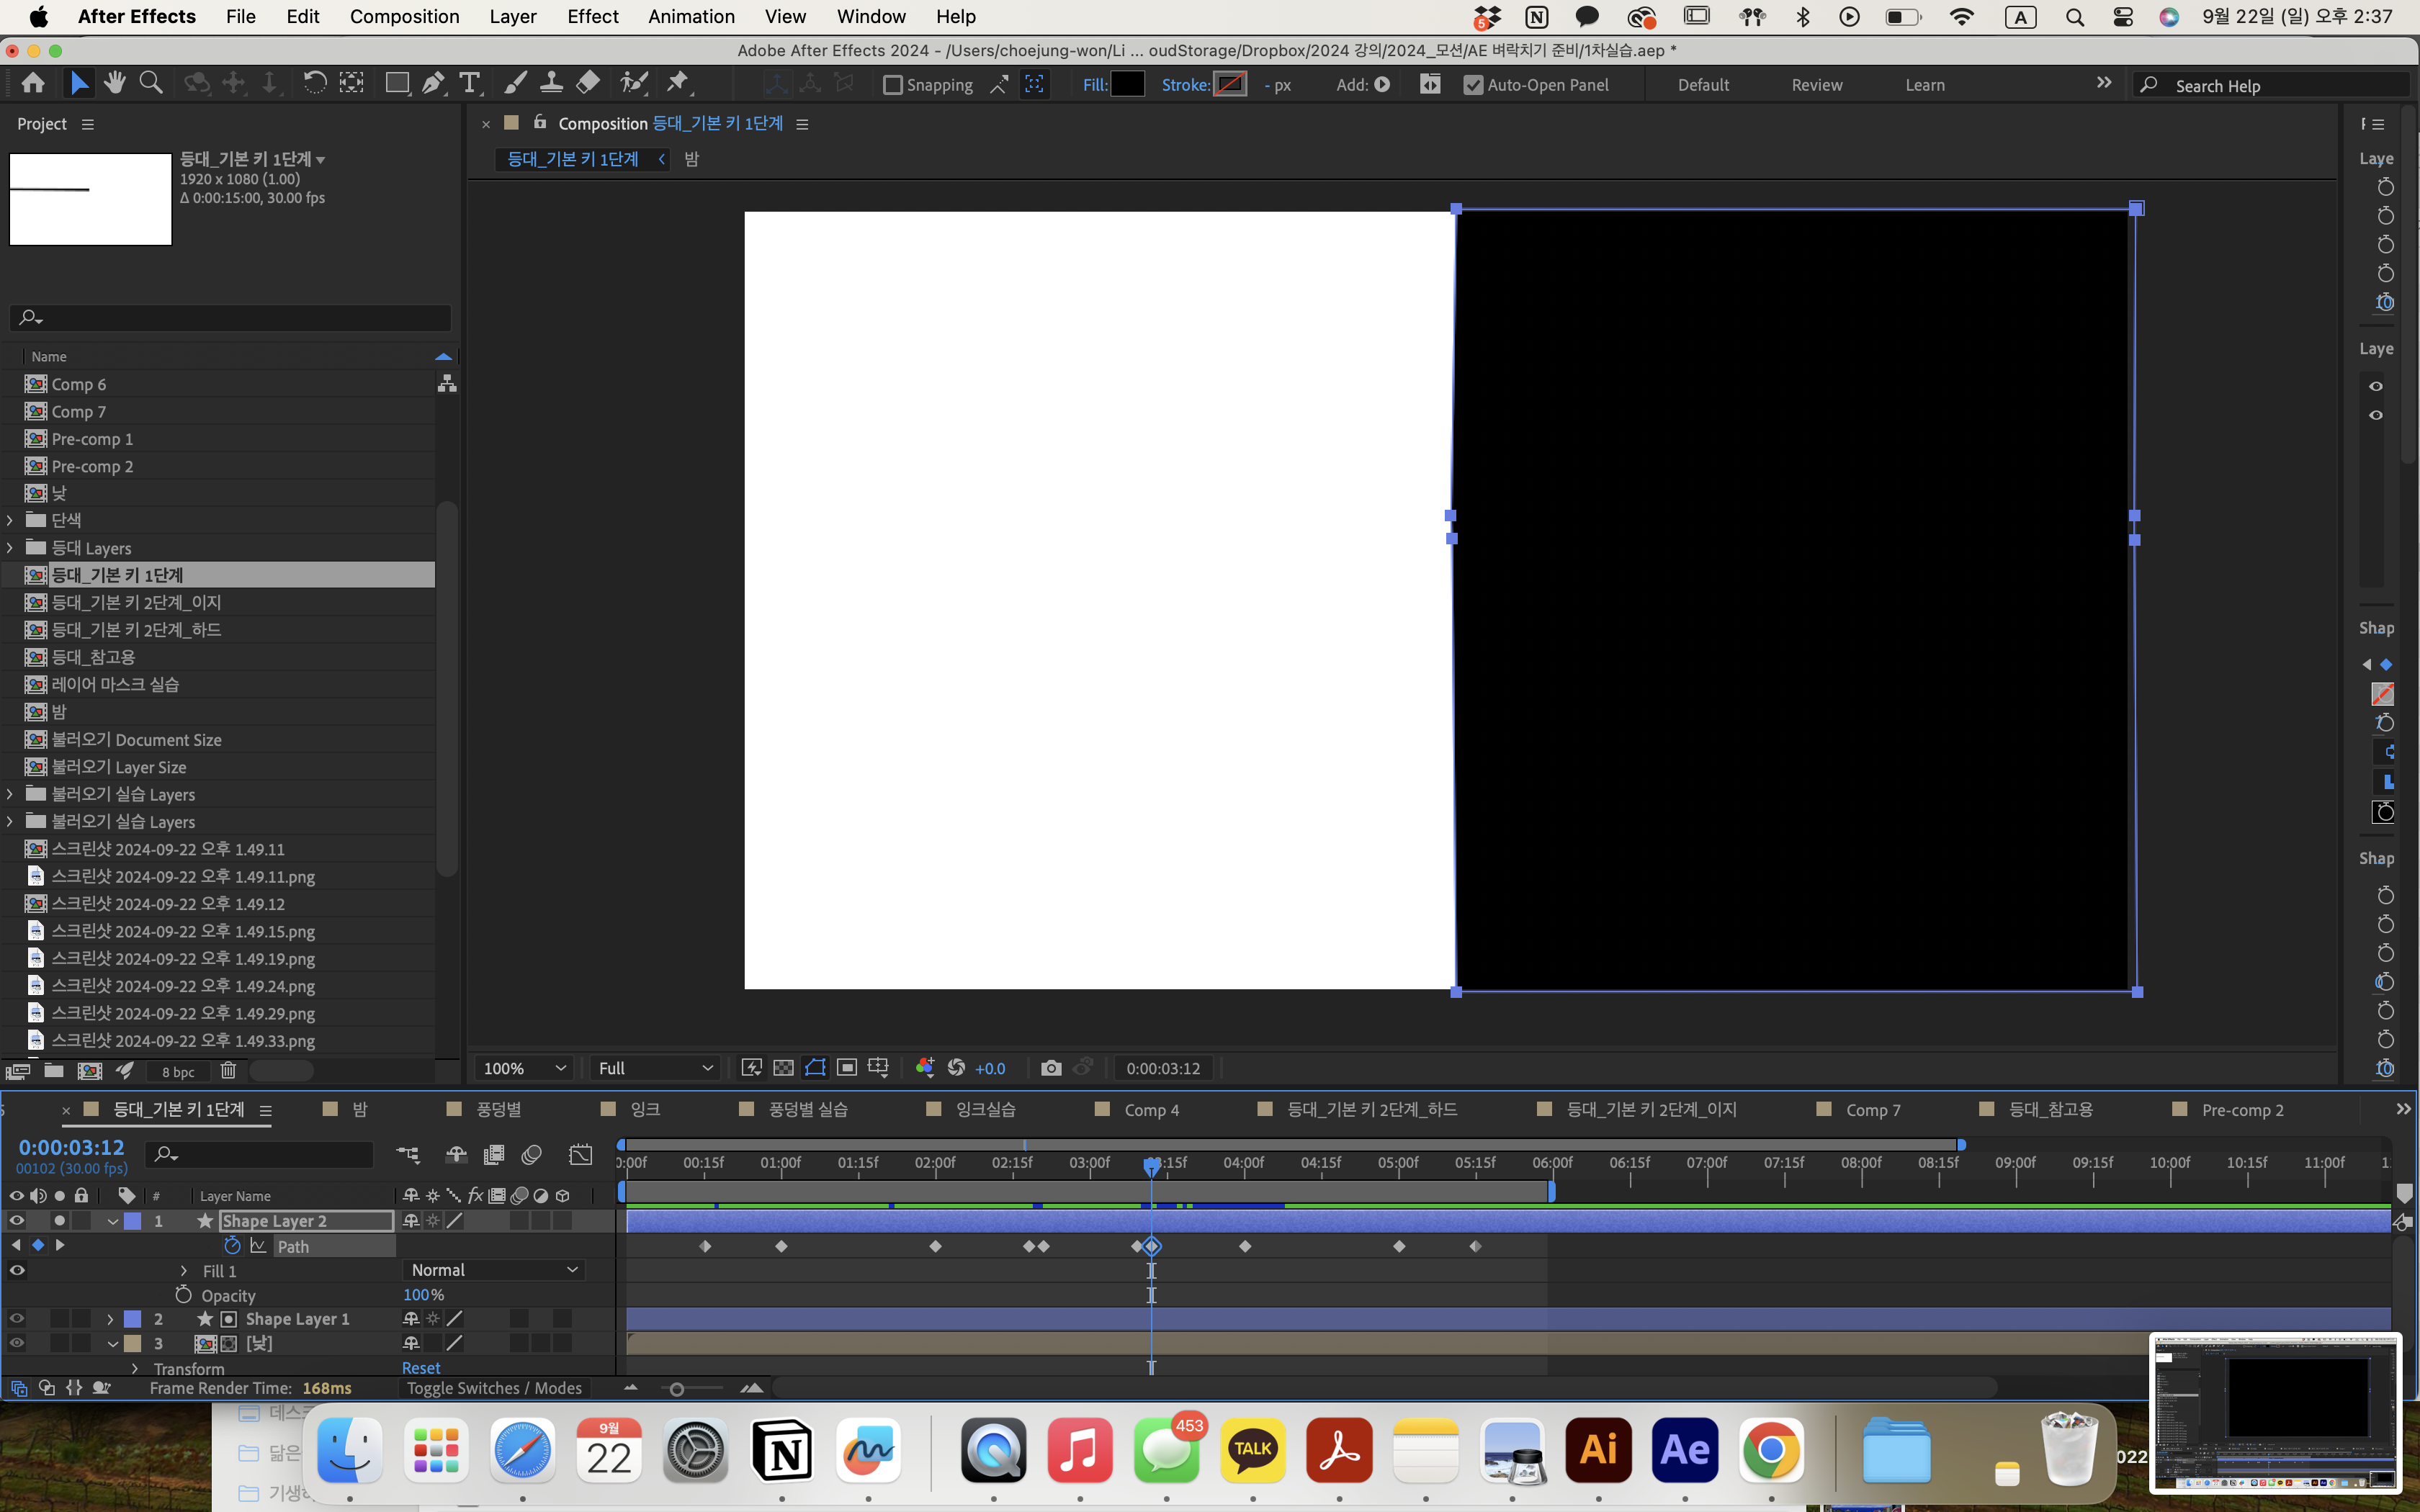 After Effects File Edit Composition Layer Effect Animation View Window Help
5 A 9월 22일 (일) 오후 2:37
Adobe After Effects 2024 - /Users/choejung-won/Li ... oudStorage/Dropbox/2024 강의/2024_모션/AE 벼락치기 준비/1차실습.aep *
Snapping Fill: Stroke: - px Add: Auto-Open Panel Default Review Learn Search Help
Project
등대_기본 키 1단계
1920 x 1080 (1.00)
Δ 0:00:15:00, 30.00 fps
Composition 등대_기본 키 1단계
등대_기본 키 1단계 밤
Name
Comp 6
Comp 7
Pre-comp 1
Pre-comp 2
낮
단색
등대 Layers
등대_기본 키 1단계
등대_기본 키 2단계_이지
등대_기본 키 2단계_하드
등대_참고용
레이어 마스크 실습
밤
불러오기 Document Size
불러오기 Layer Size
불러오기 실습 Layers
불러오기 실습 Layers
스크린샷 2024-09-22 오후 1.49.11
스크린샷 2024-09-22 오후 1.49.11.png
스크린샷 2024-09-22 오후 1.49.12
스크린샷 2024-09-22 오후 1.49.15.png
스크린샷 2024-09-22 오후 1.49.19.png
스크린샷 2024-09-22 오후 1.49.24.png
스크린샷 2024-09-22 오후 1.49.29.png
스크린샷 2024-09-22 오후 1.49.33.png
8 bpc
Laye
10
Laye
Shap
Shap
0
10
100% Full +0.0 0:00:03:12
등대_기본 키 1단계 밤 풍덩별 잉크 풍덩별 실습 잉크실습 Comp 4 등대_기본 키 2단계_하드 등대_기본 키 2단계_이지 Comp 7 등대_참고용 Pre-comp 2
0:00:03:12
00102 (30.00 fps)
0:00f 00:15f 01:00f 01:15f 02:00f 02:15f 03:00f 03:15f 04:00f 04:15f 05:00f 05:15f 06:00f 06:15f 07:00f 07:15f 08:00f 08:15f 09:00f 09:15f 10:00f 10:15f 11:00f
# Layer Name fx
1 Shape Layer 2
Path
Fill 1 Normal
Opacity 100%
2 Shape Layer 1
3 [낮]
Transform Reset
Frame Render Time: 168ms Toggle Switches / Modes
데스크
닮은
기생
9월
22
N
453
TALK
Ai
Ae
022